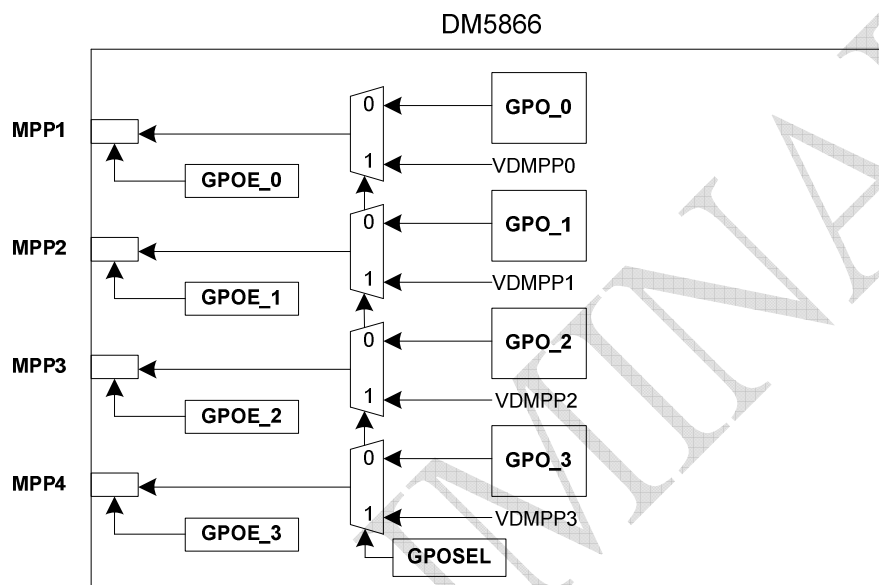 DM5866
MPP1
0
GPO_0
1
VDMPP0
GPOE_0
MPP2
0
GPO_1
1
VDMPP1
GPOE_1
MPP3
0
GPO_2
1
VDMPP2
GPOE_2
MPP4
0
GPO_3
1
VDMPP3
GPOE_3
GPOSEL
MINA